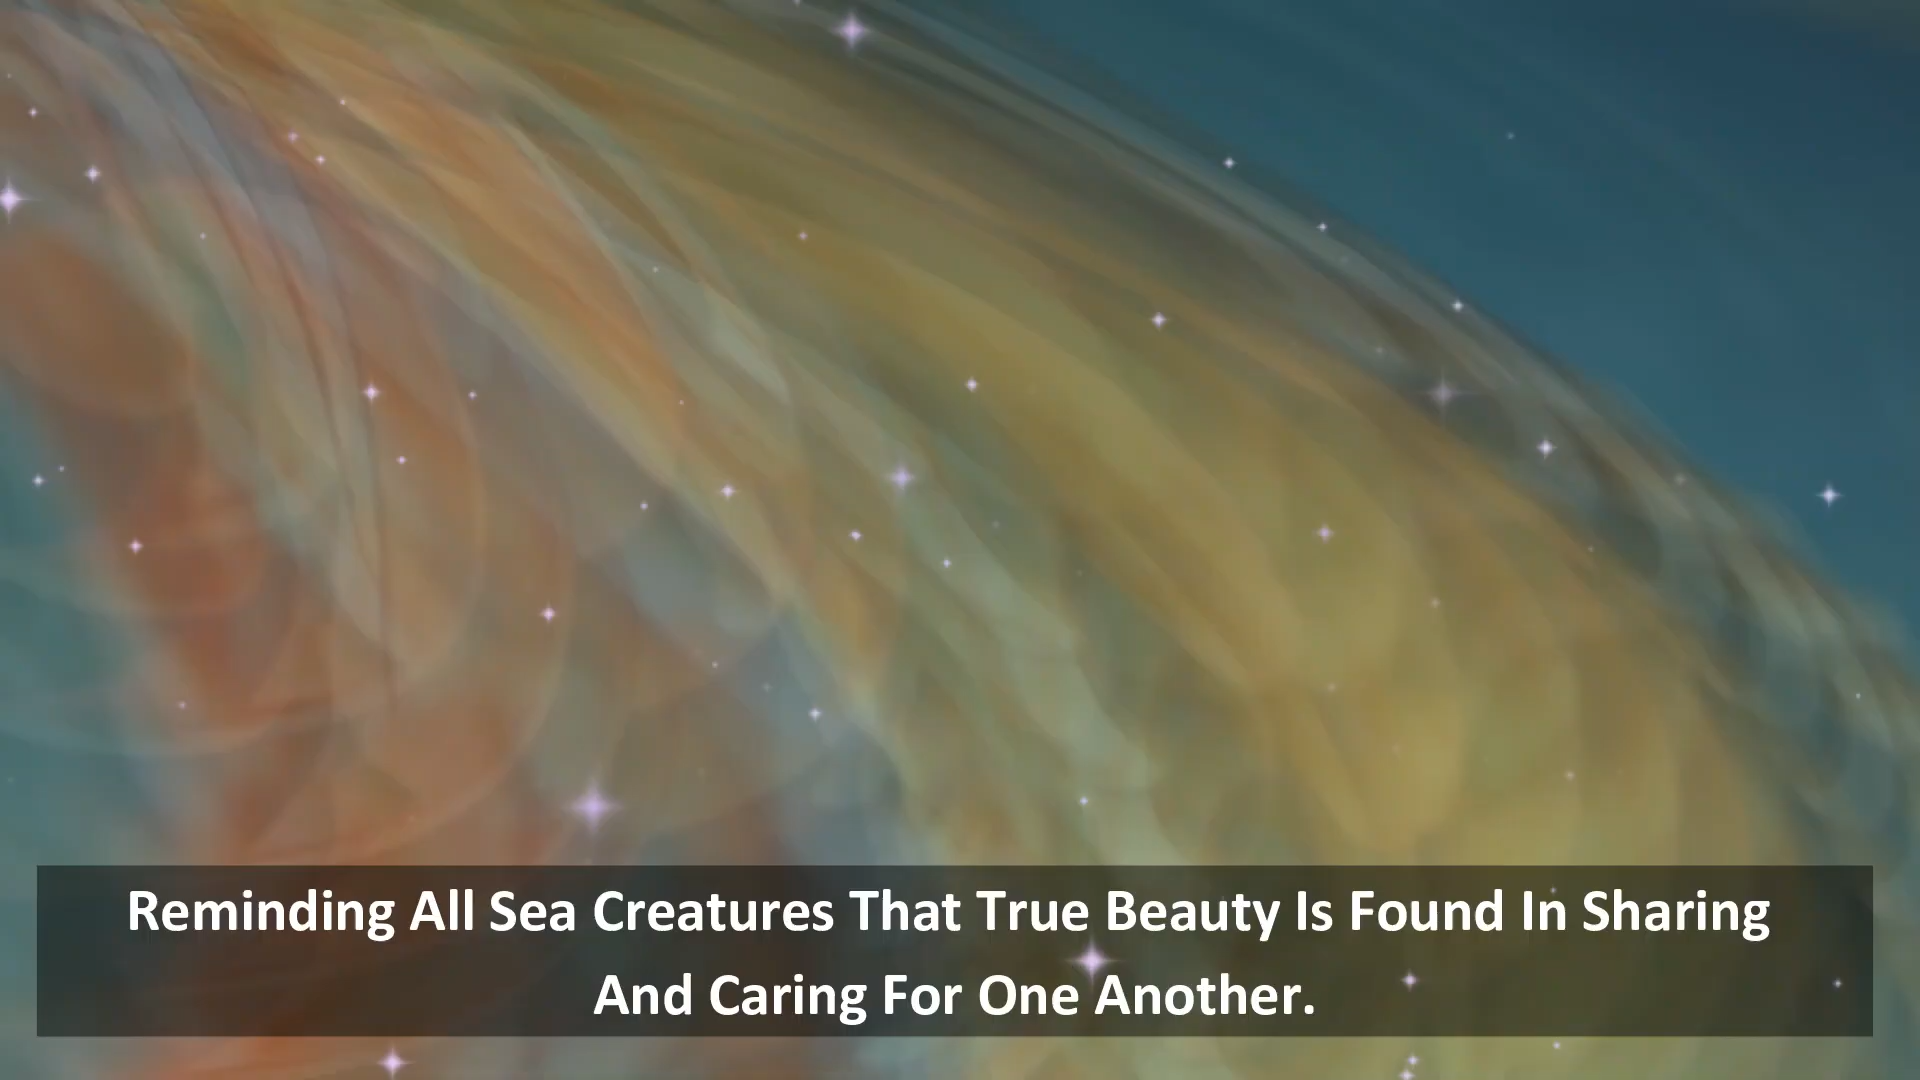 Reminding All Sea Creatures That True Beauty Is Found In Sharing
And Caring For One Another.